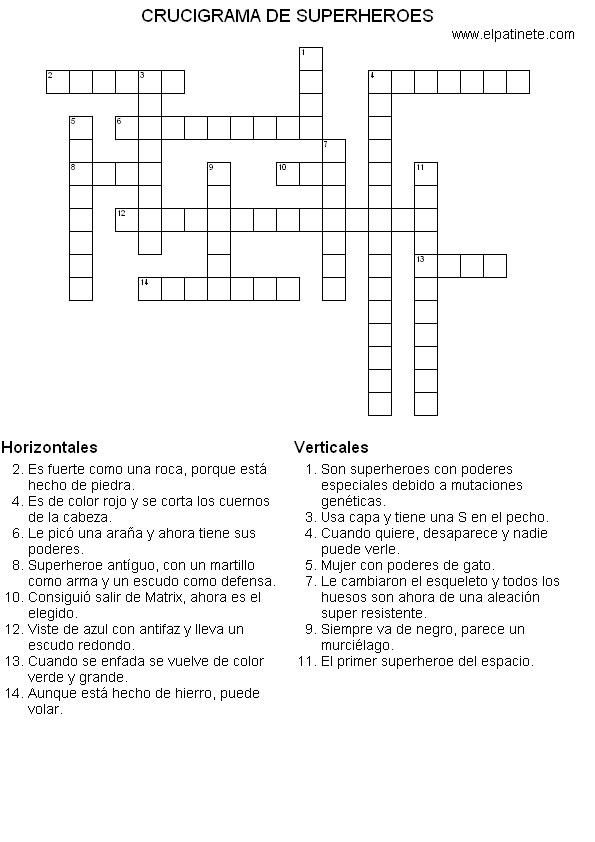 CRUCIGRAMA DE SUPERHEROES
www.elpatinete.com
1
2
3
4
5
6
7
8
9
10
11
12
13
14
Horizontales
2. Es fuerte como una roca, porque está
hecho de piedra.
4. Es de color rojo y se corta los cuernos
de la cabeza.
6. Le picó una araña y ahora tiene sus
poderes.
8. Superheroe antíguo, con un martillo
como arma y un escudo como defensa.
10. Consiguió salir de Matrix, ahora es el
elegido.
12. Viste de azul con antifaz y lleva un
escudo redondo.
13. Cuando se enfada se vuelve de color
verde y grande.
14. Aunque está hecho de hierro, puede
volar.
Verticales
1. Son superheroes con poderes
especiales debido a mutaciones
genéticas.
3. Usa capa y tiene una S en el pecho.
4. Cuando quiere, desaparece y nadie
puede verle.
5. Mujer con poderes de gato.
7. Le cambiaron el esqueleto y todos los
huesos son ahora de una aleación
super resistente.
9. Siempre va de negro, parece un
murciélago.
11. El primer superheroe del espacio.